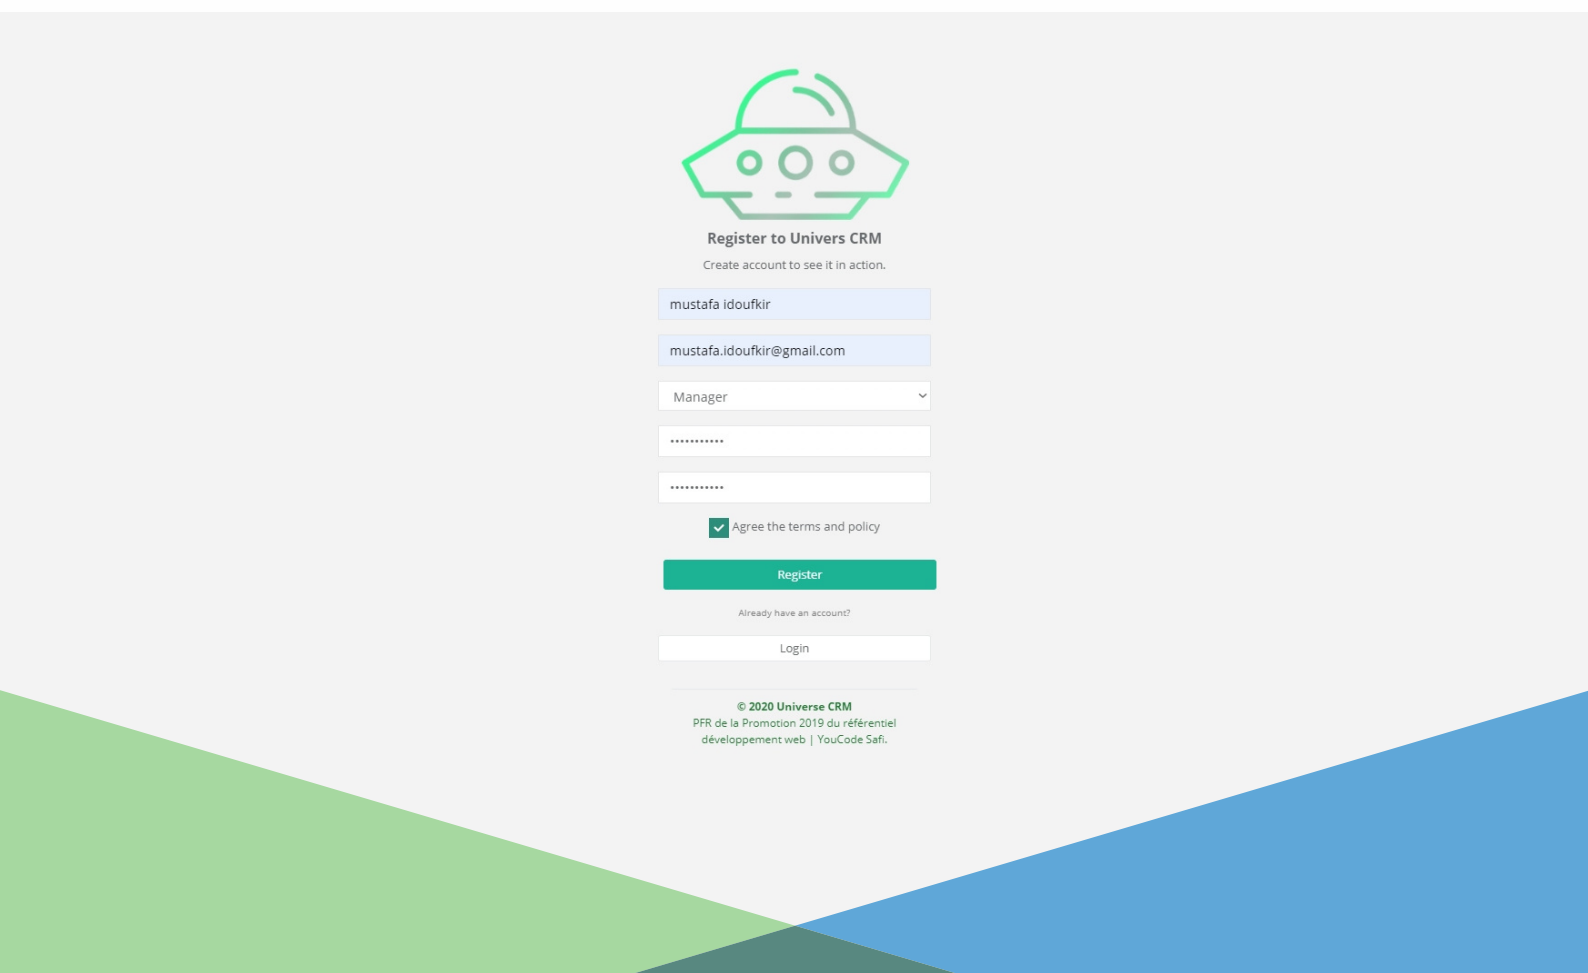 Register to Univers CRM
Create account to see it in action.
mustafa idoufkir
mustafa.idoufkir@gmail.com
Manager
•••••••••••
•••••••••••
Agree the terms and policy
Register
Already have an account?
Login
© 2020 Universe CRM
PFR de la Promotion 2019 du référentiel
développement web | YouCode Safi.